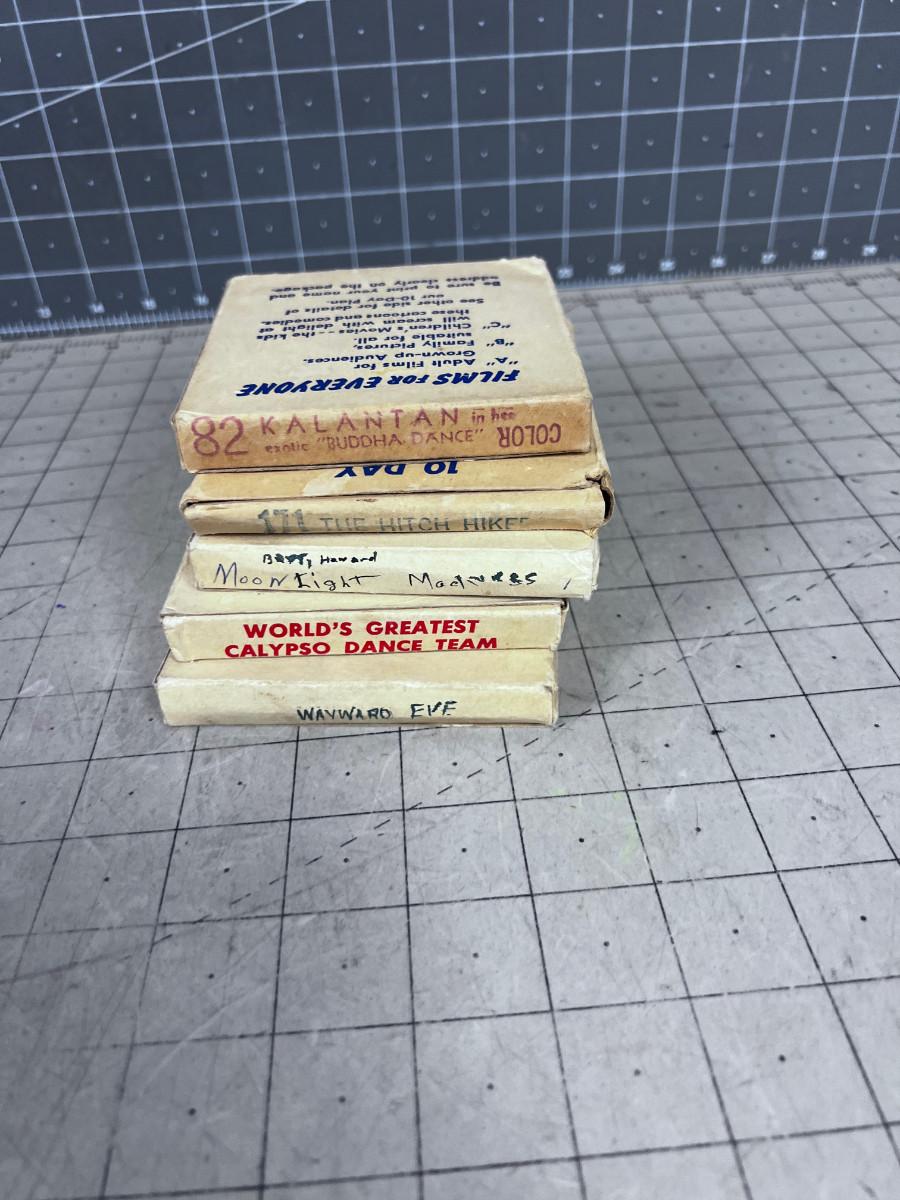 FILMS FOR EVERYONE
"A" Adult Films for
Grown-up Audiences.
"B" Family Pictures.
suitable for all.
"C" Children's Movies -- the kids
will scream with delight at
these cartoons and comedies.
See other side for details of
our 10-Day Plan.
Be sure to print your name and
address clearly on the package.
82 KALANTAN in her
exotic "BUDDHA DANCE"
COLOR
10 DAY
171 THE HITCH HIKER
Betty Howard
Moon Light Madness
WORLD'S GREATEST
CALYPSO DANCE TEAM
WAYWARD EVE